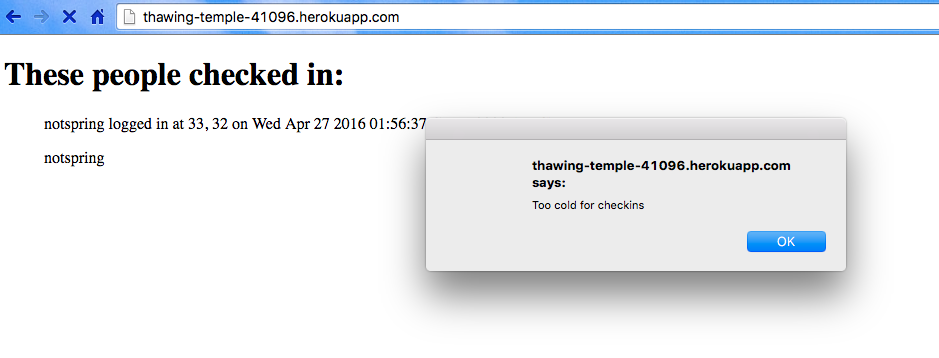 thawing-temple-41096.herokuapp.com
These people checked in:
notspring logged in at 33, 32 on Wed Apr 27 2016 01:56:37
notspring
thawing-temple-41096.herokuapp.com
says:
Too cold for checkins
OK